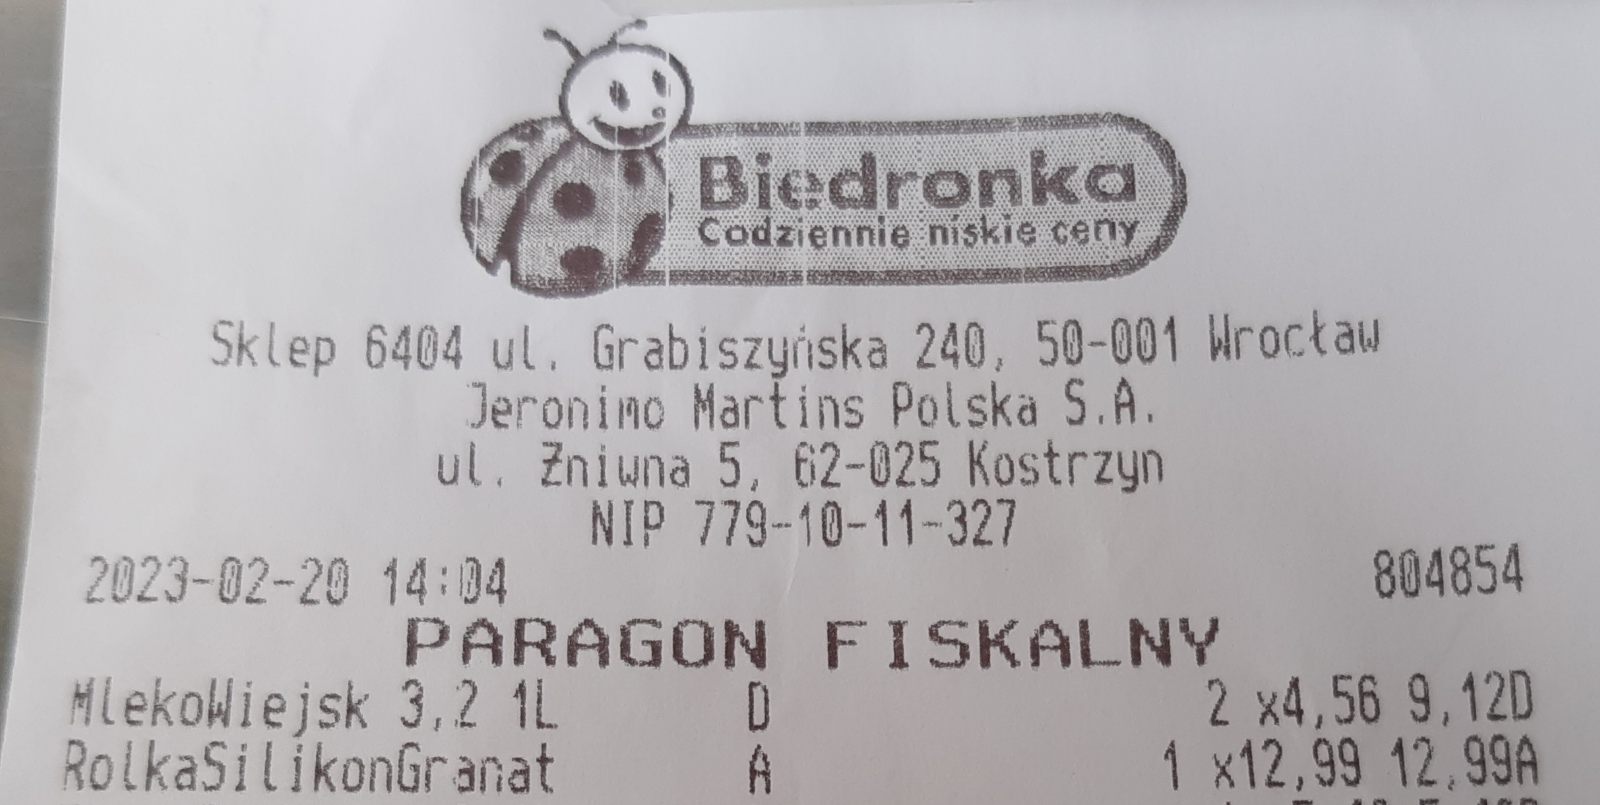 Biedronka
Codziennie niskie ceny
Sklep 6404 ul. Grabiszyńska 240, 50-001 Wrocław
Jeronimo Martins Polska S.A.
ul. Żniwna 5, 62-025 Kostrzyn
NIP 779-10-11-327
2023-02-20 14:04 804854
PARAGON FISKALNY
MlekoWiejsk 3,2 1L D 2 x4,56 9,12D
RolkaSilikonGranat A 1 x12,99 12,99A